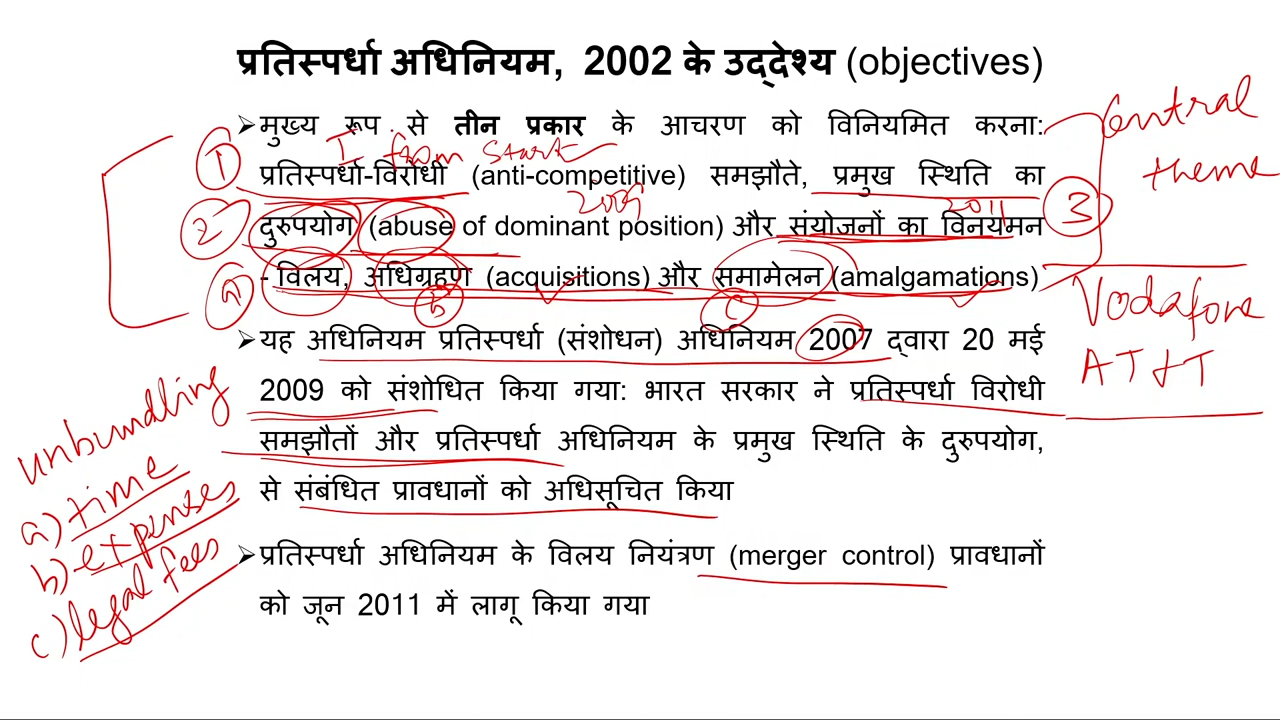 प्रतिस्पर्धा अधिनियम, 2002 के उद्देश्य (objectives)
➢मुख्य रूप से तीन प्रकार के आचरण को विनियमित करना:
I from start
प्रतिस्पर्धा-विरोधी (anti-competitive) समझौते, प्रमुख स्थिति का
2009
2011
दुरुपयोग (abuse of dominant position) और संयोजनों का विनियमन
- विलय, अधिग्रहण (acquisitions) और समामेलन (amalgamations)
1
2
3
a
b
c
Central
theme
Vodafone
AT&T
➢यह अधिनियम प्रतिस्पर्धा (संशोधन) अधिनियम 2007 द्वारा 20 मई
2009 को संशोधित किया गया: भारत सरकार ने प्रतिस्पर्धा विरोधी
समझौतों और प्रतिस्पर्धा अधिनियम के प्रमुख स्थिति के दुरुपयोग,
से संबंधित प्रावधानों को अधिसूचित किया
unbundling
a) time
b) expenses
c) legal fees
➢प्रतिस्पर्धा अधिनियम के विलय नियंत्रण (merger control) प्रावधानों
को जून 2011 में लागू किया गया